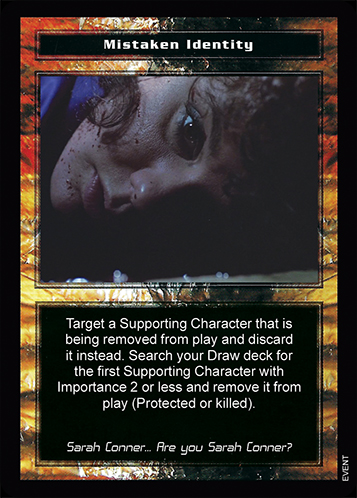 Mistaken Identity
Target a Supporting Character that is
being removed from play and discard
it instead. Search your Draw deck for
the first Supporting Character with
Importance 2 or less and remove it from
play (Protected or killed).
Sarah Conner... Are you Sarah Conner?
EVENT